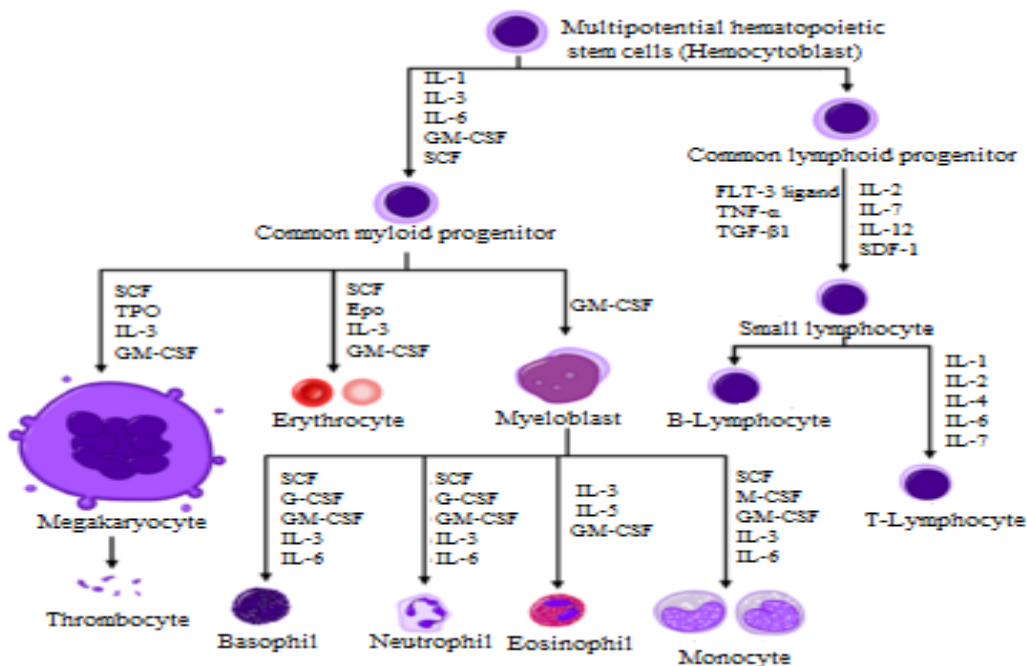 Multipotential hematopoietic
stem cells (Hemocytoblast)
IL-1
IL-3
IL-6
GM-CSF
SCF
Common lymphoid progenitor
FLT-3 ligand
TNF-α
TGF-β1
IL-2
IL-7
IL-12
SDF-1
Common myloid progenitor
SCF
TPO
IL-3
GM-CSF
SCF
Epo
IL-3
GM-CSF
GM-CSF
Small lymphocyte
Erythrocyte
Myeloblast
B-Lymphocyte
IL-1
IL-2
IL-4
IL-6
IL-7
T-Lymphocyte
Megakaryocyte
SCF
G-CSF
GM-CSF
IL-3
IL-6
SCF
G-CSF
GM-CSF
IL-3
IL-6
IL-3
IL-5
GM-CSF
SCF
M-CSF
GM-CSF
IL-3
IL-6
Thrombocyte
Basophil
Neutrophil
Eosinophil
Monocyte